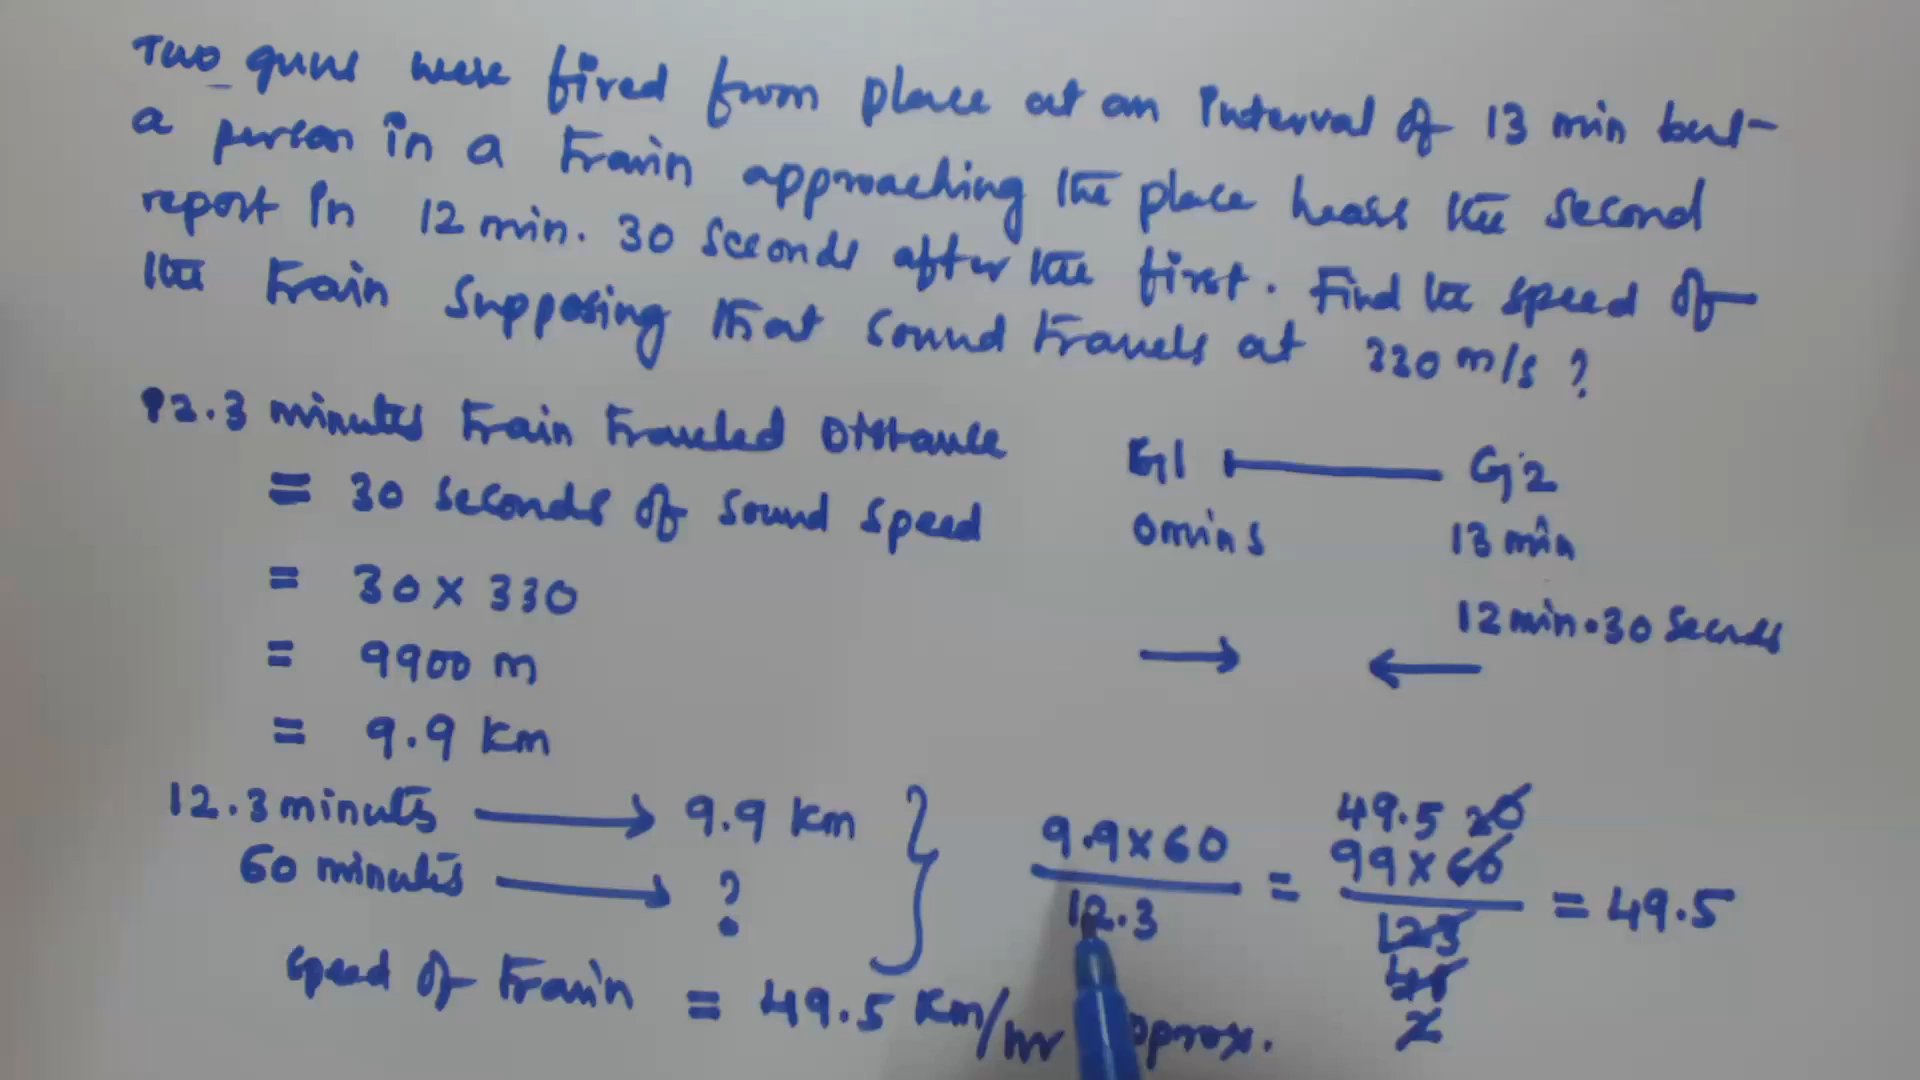 Two guns were fired from place at an interval of 13 min but
a person in a train approaching the place hears the second
report in 12 min. 30 seconds after the first. Find the speed of
the train supposing that sound travels at 330 m/s ?
12.3 minutes train traveled distance
= 30 seconds of sound speed
= 30 x 330
= 9900 m
= 9.9 Km
G1 G2
0 mins 13 min
12 min. 30 seconds
12.3 minuts → 9.9 Km
60 minuts → ?
9.9 x 60 / 12.3 = 99 x 60 / 123 = 49.5
49.5 20
41
2
speed of train = 49.5 Km/hr